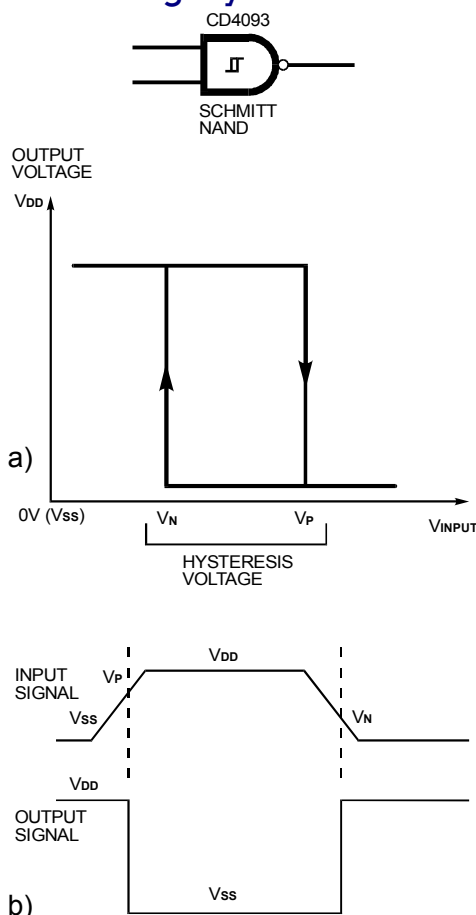 CD4093
SCHMITT
NAND
OUTPUT
VOLTAGE
VDD
a)
0V (VSS)
VN
VP
VINPUT
HYSTERESIS
VOLTAGE
VDD
INPUT
SIGNAL
VP
VSS
VN
VDD
OUTPUT
SIGNAL
VSS
b)